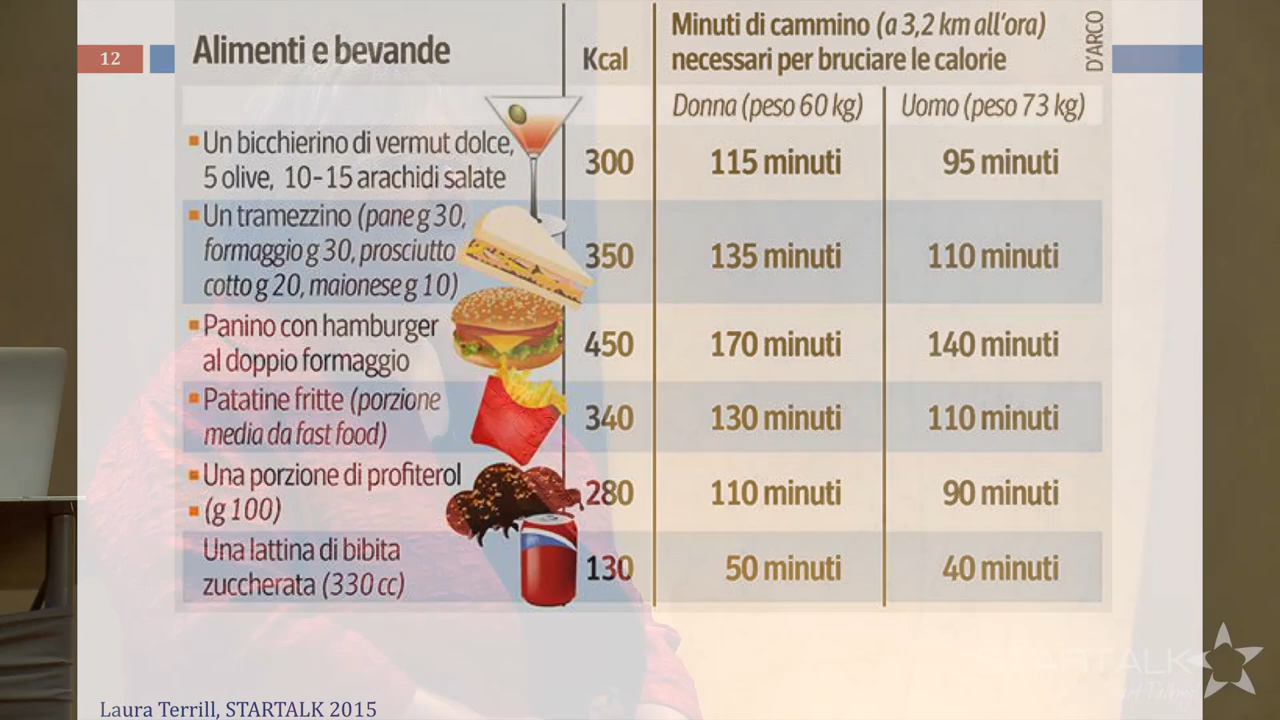 12
Alimenti e bevande
Kcal
Minuti di cammino (a 3,2 km all'ora)
necessari per bruciare le calorie
D'ARCO
Donna (peso 60 kg)
Uomo (peso 73 kg)
Un bicchierino di vermut dolce,
5 olive, 10-15 arachidi salate
300
115 minuti
95 minuti
Un tramezzino (pane g 30,
formaggio g 30, prosciutto
cotto g 20, maionese g 10)
350
135 minuti
110 minuti
Panino con hamburger
al doppio formaggio
450
170 minuti
140 minuti
Patatine fritte (porzione
media da fast food)
340
130 minuti
110 minuti
Una porzione di profiterol
(g 100)
280
110 minuti
90 minuti
Una lattina di bibita
zuccherata (330 cc)
130
50 minuti
40 minuti
Laura Terrill, STARTALK 2015